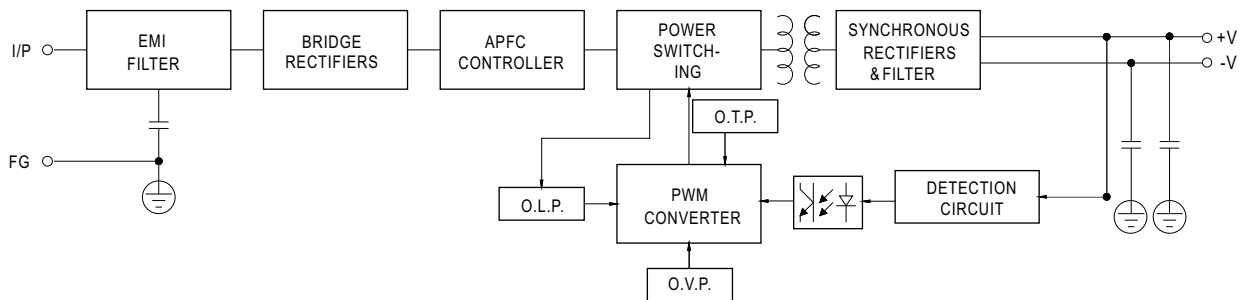 I/P
EMI
FILTER
BRIDGE
RECTIFIERS
APFC
CONTROLLER
POWER
SWITCH-
ING
SYNCHRONOUS
RECTIFIERS
&FILTER
+V
-V
O.T.P.
FG
O.L.P.
PWM
CONVERTER
DETECTION
CIRCUIT
O.V.P.